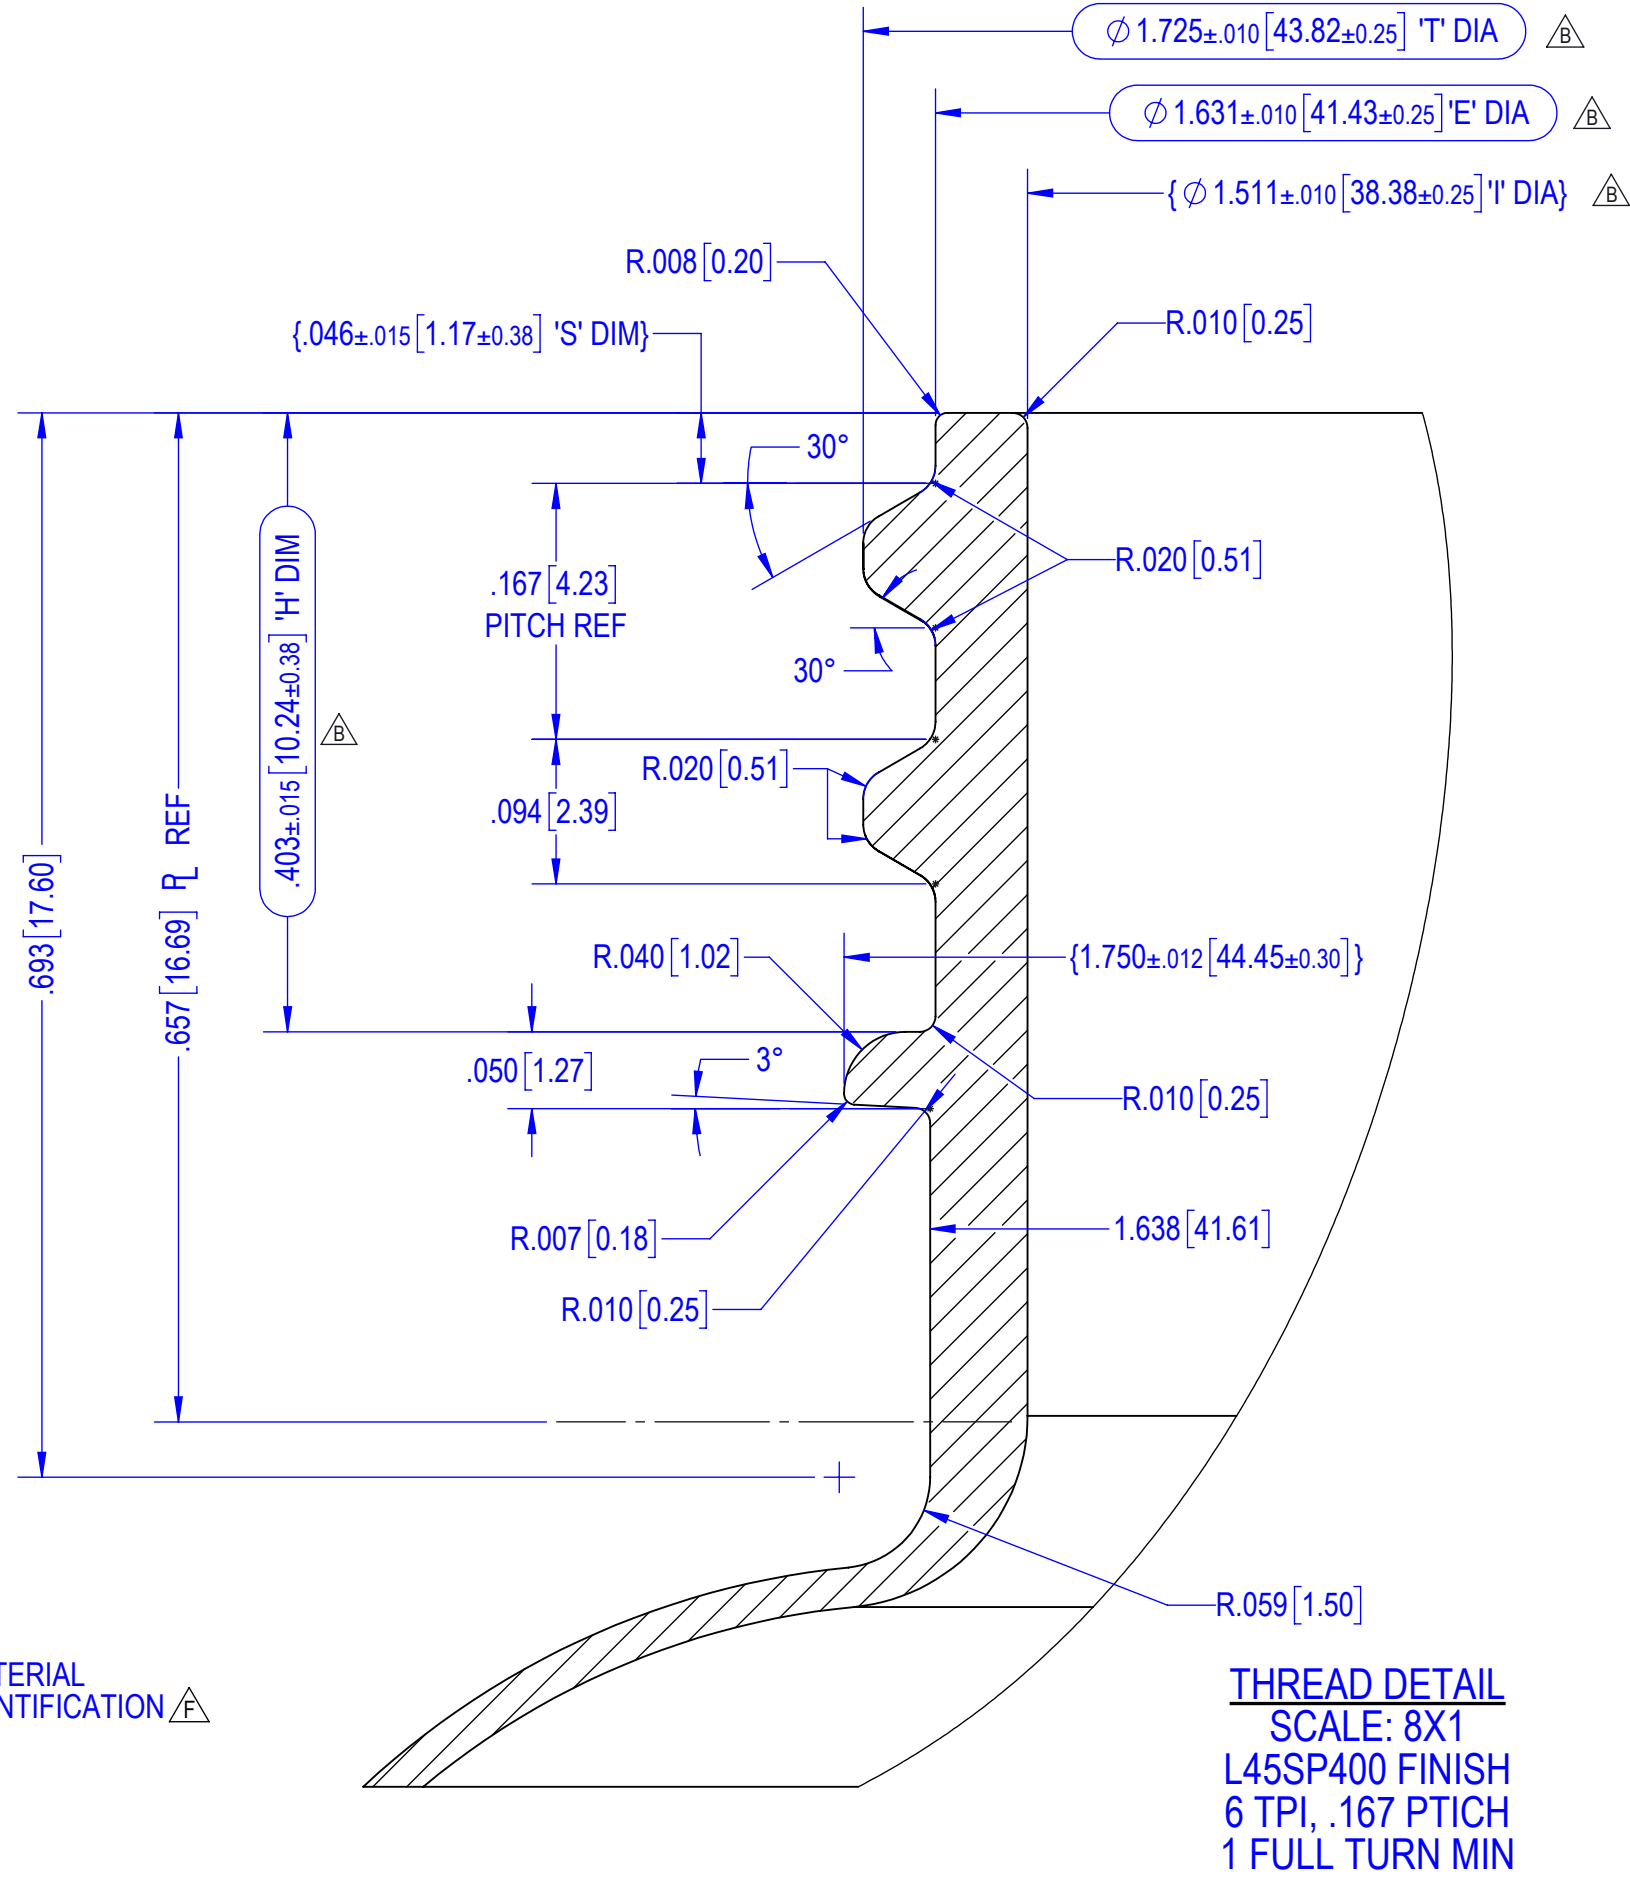 ⌀1.725±.010[43.82±0.25] 'T' DIA B
⌀1.631±.010[41.43±0.25]'E' DIA B
{⌀1.511±.010[38.38±0.25]'I' DIA} B
R.008[0.20]
{.046±.015[1.17±0.38] 'S' DIM}
R.010[0.25]
30°
.403±.015[10.24±0.38] 'H' DIM
B
.167[4.23]
PITCH REF
R.020[0.51]
30°
R.020[0.51]
.094[2.39]
.693[17.60]
.657[16.69] PL REF
R.040[1.02]
{1.750±.012[44.45±0.30]}
.050[1.27]
3°
R.010[0.25]
R.007[0.18]
1.638[41.61]
R.010[0.25]
R.059[1.50]
TERIAL
NTIFICATION F
THREAD DETAIL
SCALE: 8X1
L45SP400 FINISH
6 TPI, .167 PTICH
1 FULL TURN MIN